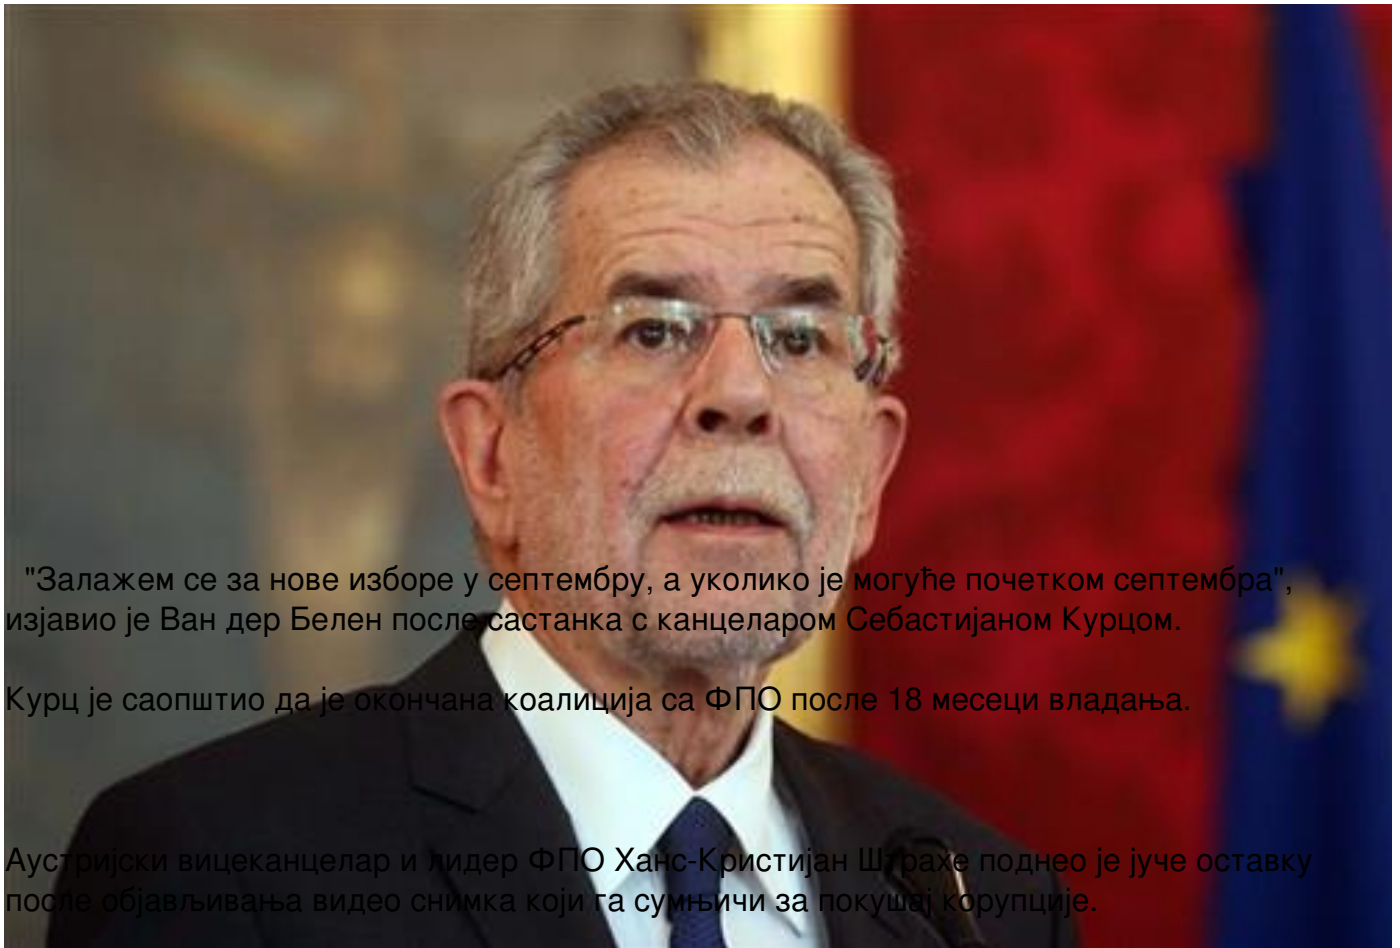 "Залажем се за нове изборе у септембру, а уколико је могуће почетком септембра",
изјавио је Ван дер Белен после састанка с канцеларом Себастијаном Курцом.
Курц је саопштио да је окончана коалиција са ФПО после 18 месеци владања.
Аустријски вицеканцелар и лидер ФПО Ханс-Кристијан Штрахе поднео је јуче оставку
после објављивања видео снимка који га сумњичи за покушај корупције.